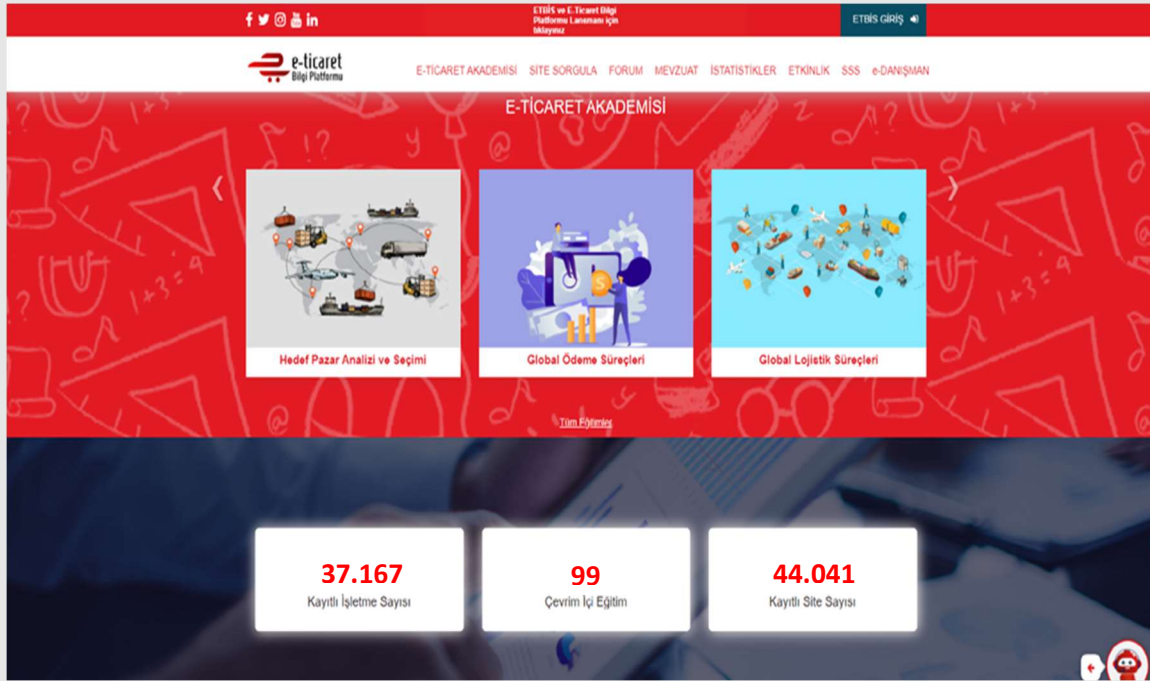 ETBİS ve E-Ticaret Bilgi
Platformu Lansmanı için
tıklayınız
ETBİS GİRİŞ
e-ticaret
Bilgi Platformu
E-TİCARET AKADEMİSİ SİTE SORGULA FORUM MEVZUAT İSTATİSTİKLER ETKİNLİK SSS e-DANIŞMAN
E-TİCARET AKADEMİSİ
Hedef Pazar Analizi ve Seçimi
Global Ödeme Süreçleri
Global Lojistik Süreçleri
Tüm Eğitimler
37.167
Kayıtlı İşletme Sayısı
99
Çevrim İçi Eğitim
44.041
Kayıtlı Site Sayısı